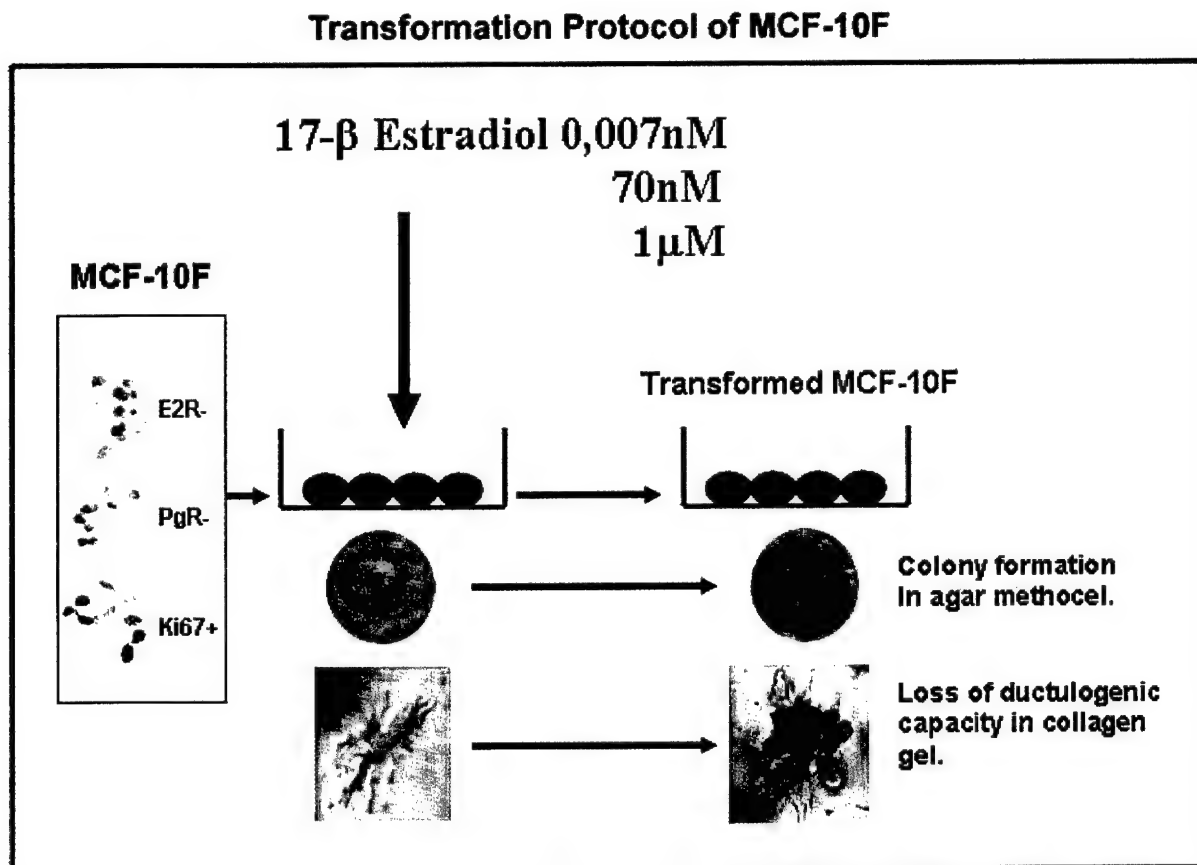 Transformation Protocol of MCF-10F
17-β Estradiol 0,007nM
70nM
1µM
MCF-10F
E2R-
PgR-
Ki67+
Transformed MCF-10F
Colony formation
In agar methocel.
Loss of ductulogenic
capacity in collagen
gel.